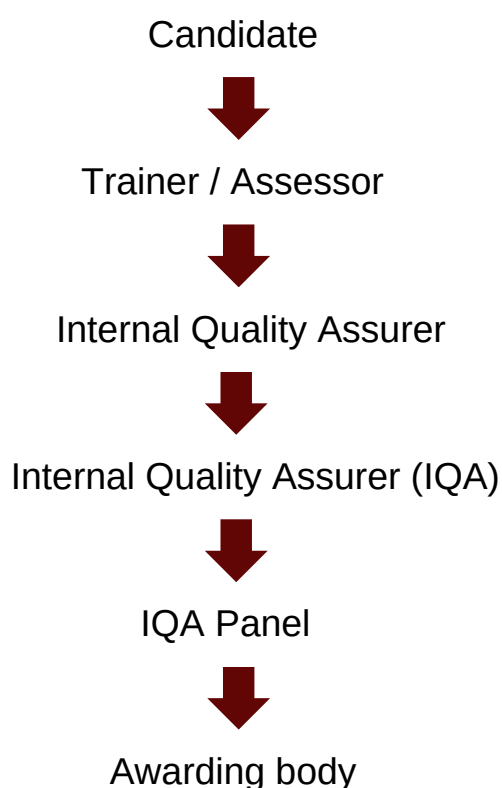 Candidate
Trainer / Assessor
Internal Quality Assurer
Internal Quality Assurer (IQA)
IQA Panel
Awarding body